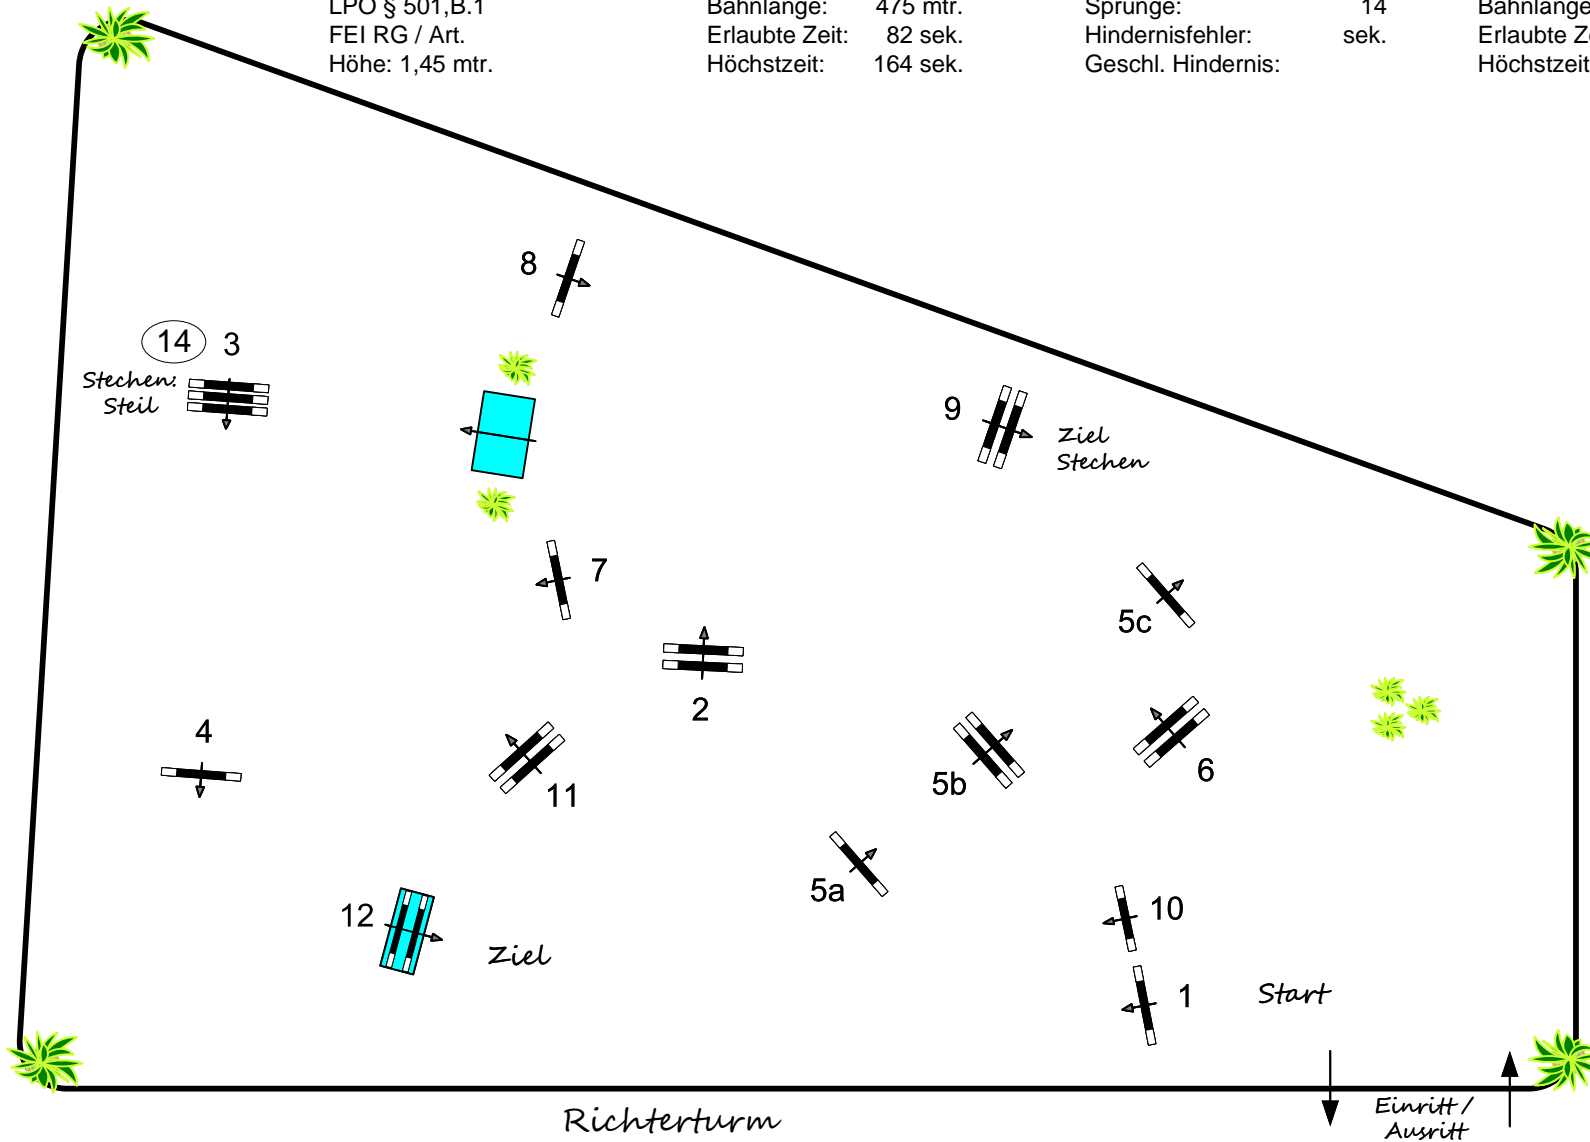 LPO § 501,B.1 Bahnlänge: 475 mtr. Sprünge: 14 Bahnlänge
FEI RG / Art. Erlaubte Zeit: 82 sek. Hindernisfehler: sek. Erlaubte Ze
Höhe: 1,45 mtr. Höchstzeit: 164 sek. Geschl. Hindernis: Höchstzeit
8
14 3
Stechen:
Steil
9
Ziel
Stechen
7
5c
2
4
5b
6
11
5a
12
10
Ziel
1
Start
Richterturm
Einritt /
Ausritt